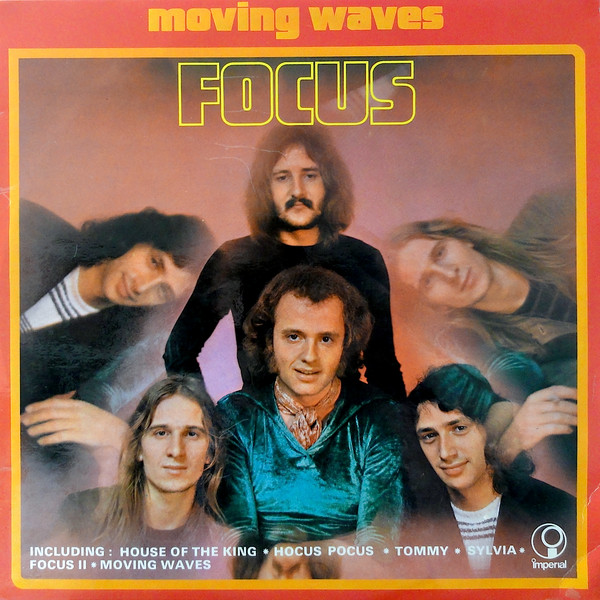 moving waves
FOCUS
INCLUDING : HOUSE OF THE KING * HOCUS POCUS * TOMMY * SYLVIA *
FOCUS II * MOVING WAVES
imperial